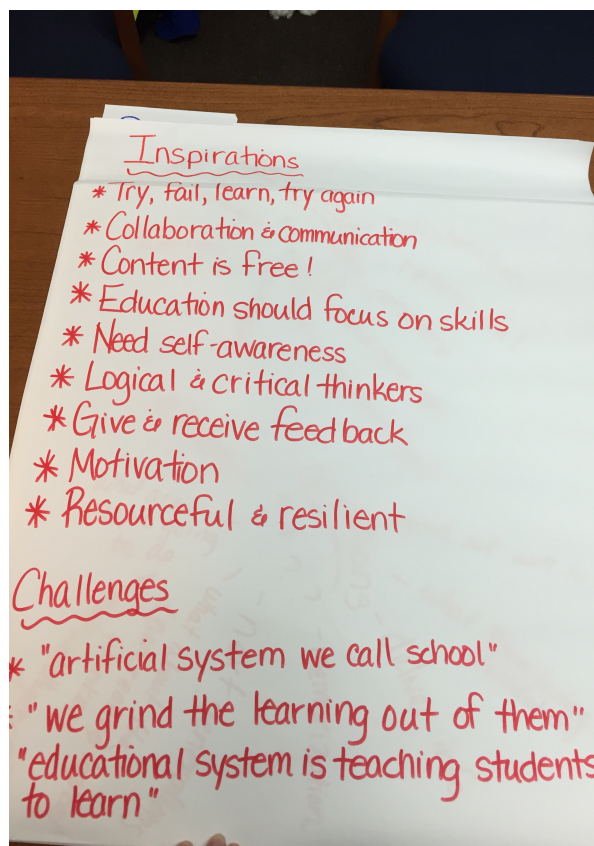 Inspirations
* Try, fail, learn, try again
* Collaboration & communication
* Content is free!
* Education should focus on skills
* Need self-awareness
* Logical & critical thinkers
* Give & receive feedback
* Motivation
* Resourceful & resilient
Challenges
* "artificial system we call school"
* "we grind the learning out of them"
"educational system is teaching students
to learn"